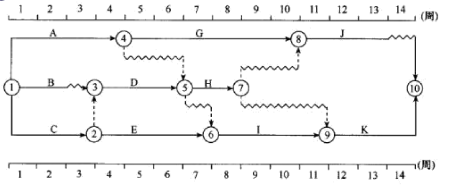 1 2 3 4 5 6 7 8 9 10 11 12 13 14 (周)
A 4 G 8 J
1 B 3 D 5 H 7 10
C 2 E 6 I 9 K
1 2 3 4 5 6 7 8 9 10 11 12 13 14 (周)